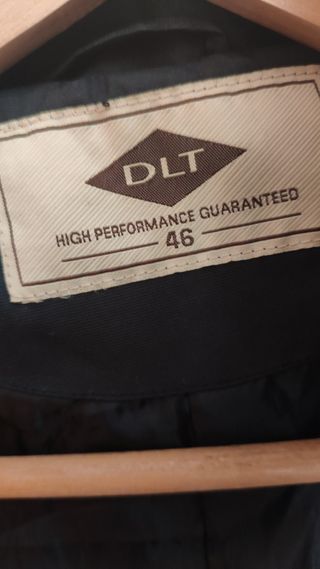 DLT
HIGH PERFORMANCE GUARANTEED
46